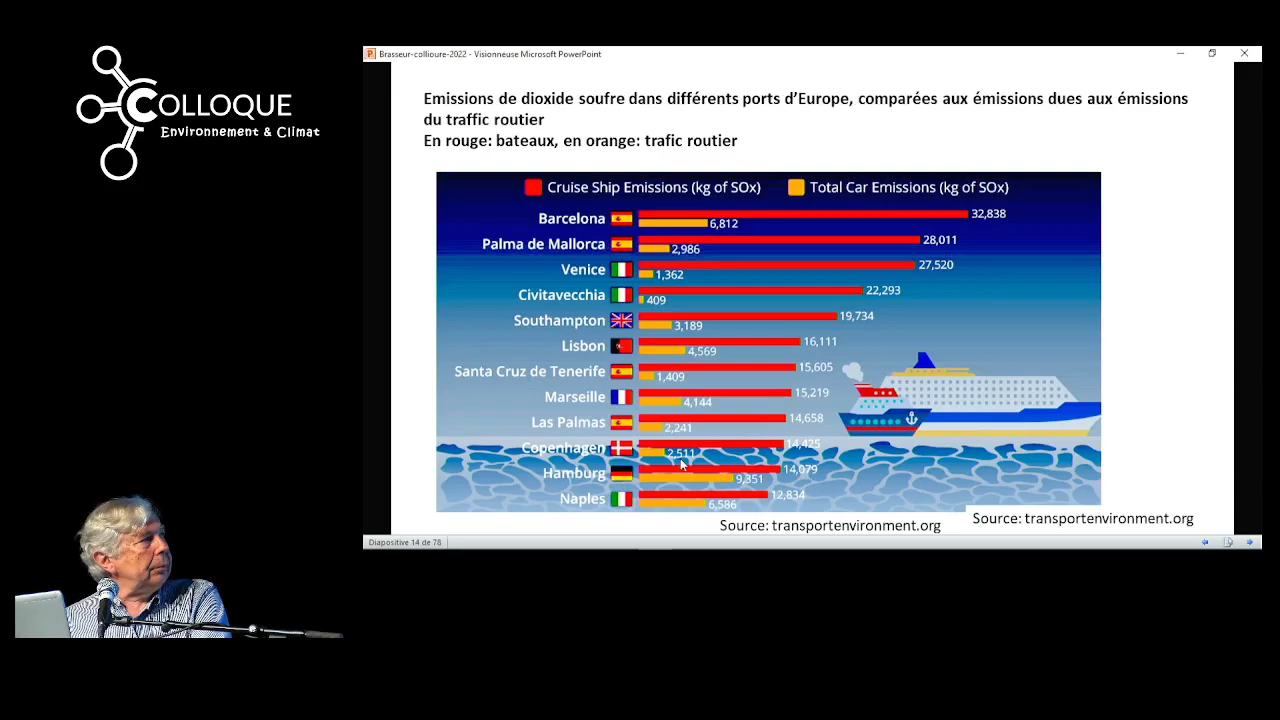 COLLOQUE
Environnement & Climat
Brasseur-collioure-2022 - Visionneuse Microsoft PowerPoint
Emissions de dioxide soufre dans différents ports d'Europe, comparées aux émissions dues aux émissions
du traffic routier
En rouge: bateaux, en orange: trafic routier
Cruise Ship Emissions (kg of SOx) Total Car Emissions (kg of SOx)
Barcelona 32,838
6,812
Palma de Mallorca 28,011
2,986
Venice 27,520
1,362
Civitavecchia 22,293
409
Southampton 19,734
3,189
Lisbon 16,111
4,569
Santa Cruz de Tenerife 15,605
1,409
Marseille 15,219
4,144
Las Palmas 14,658
2,241
Copenhagen 14,425
2,511
Hamburg 14,079
9,351
Naples 12,834
6,586
Source: transportenvironment.org
Source: transportenvironment.org
Diapositive 14 de 78